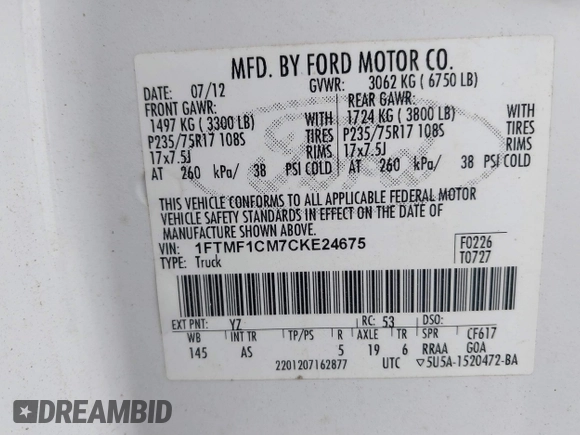 MFD. BY FORD MOTOR CO.
DATE: 07/12 GVWR: 3062 KG ( 6750 LB)
FRONT GAWR: REAR GAWR:
1497 KG ( 3300 LB) WITH 1724 KG ( 3800 LB) WITH
P235/75R17 108S TIRES P235/75R17 108S TIRES
17x7.5J RIMS 17x7.5J RIMS
AT 260 kPa/ 38 PSI COLD AT 260 kPa/ 38 PSI COLD
THIS VEHICLE CONFORMS TO ALL APPLICABLE FEDERAL MOTOR
VEHICLE SAFETY STANDARDS IN EFFECT ON THE DATE OF
MANUFACTURE SHOWN ABOVE.
VIN: 1FTMF1CM7CKE24675 F0226
TYPE: Truck T0727
EXT PNT: YZ RC: 53 DSO:
WB INT TR TP/PS R AXLE TR SPR CF617
145 AS 5 19 6 RRAA GOA
2201207162877 UTC ▽5U5A-1520472-BA
DREAMBID
Ford